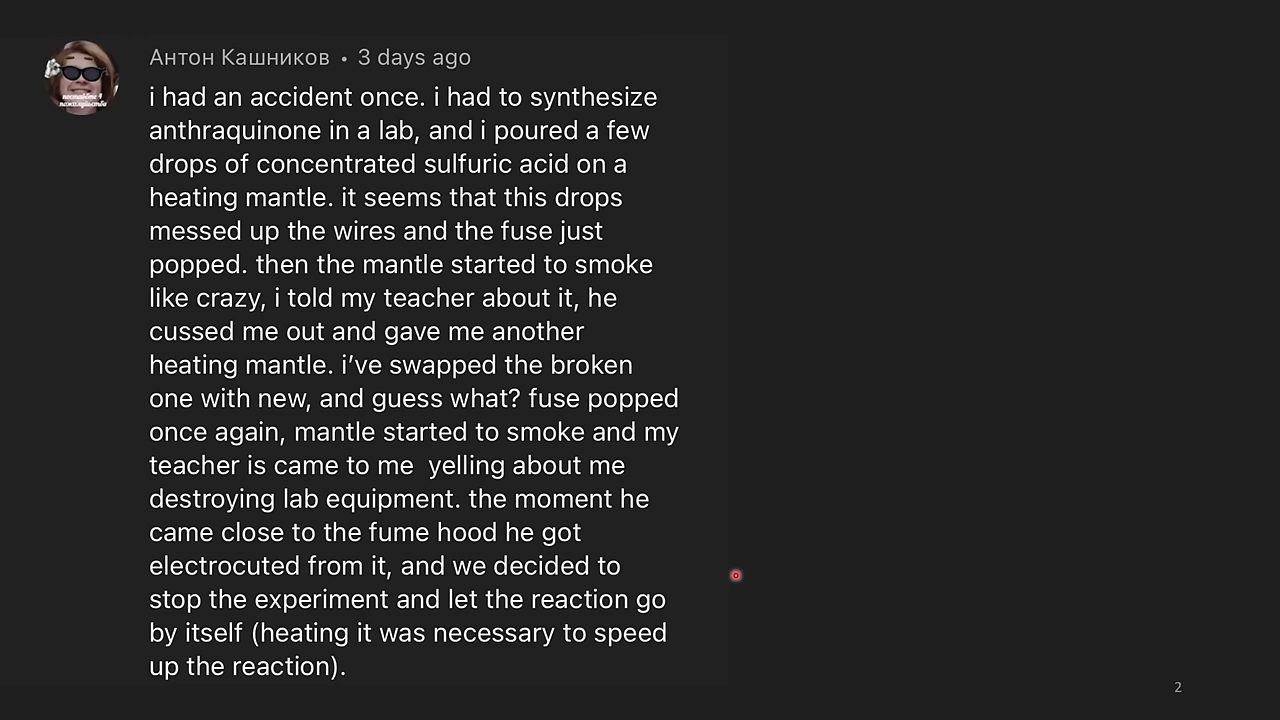 Антон Кашников • 3 days ago
i had an accident once. i had to synthesize
anthraquinone in a lab, and i poured a few
drops of concentrated sulfuric acid on a
heating mantle. it seems that this drops
messed up the wires and the fuse just
popped. then the mantle started to smoke
like crazy, i told my teacher about it, he
cussed me out and gave me another
heating mantle. i’ve swapped the broken
one with new, and guess what? fuse popped
once again, mantle started to smoke and my
teacher is came to me  yelling about me
destroying lab equipment. the moment he
came close to the fume hood he got
electrocuted from it, and we decided to
stop the experiment and let the reaction go
by itself (heating it was necessary to speed
up the reaction).
2